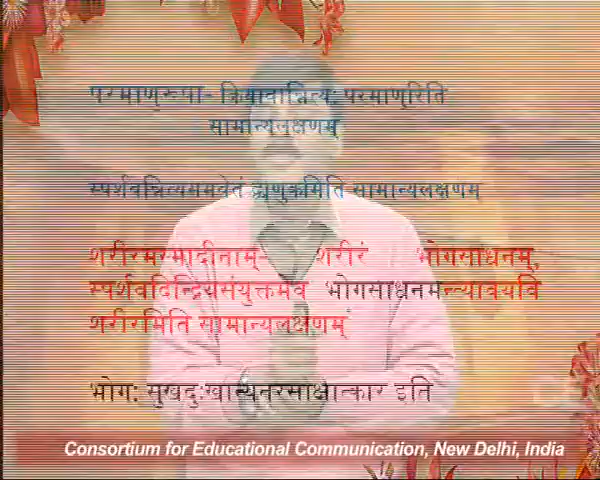 परमाणुरूपा- क्रियावान्नित्यः परमाणुरिति
सामान्यलक्षणम्
स्पर्शवन्नित्यसमवेतं द्व्यणुकमिति सामान्यलक्षणम
शरीरमस्मादीनाम्- शरीरं भोगसाधनम्,
स्पर्शवदिन्द्रियसंयुक्तमेव भोगसाधनमन्त्यावयवि
शरीरमिति सामान्यलक्षणम्
भोगः सुखदुःखान्यतरसाक्षात्कार इति
Consortium for Educational Communication, New Delhi, India